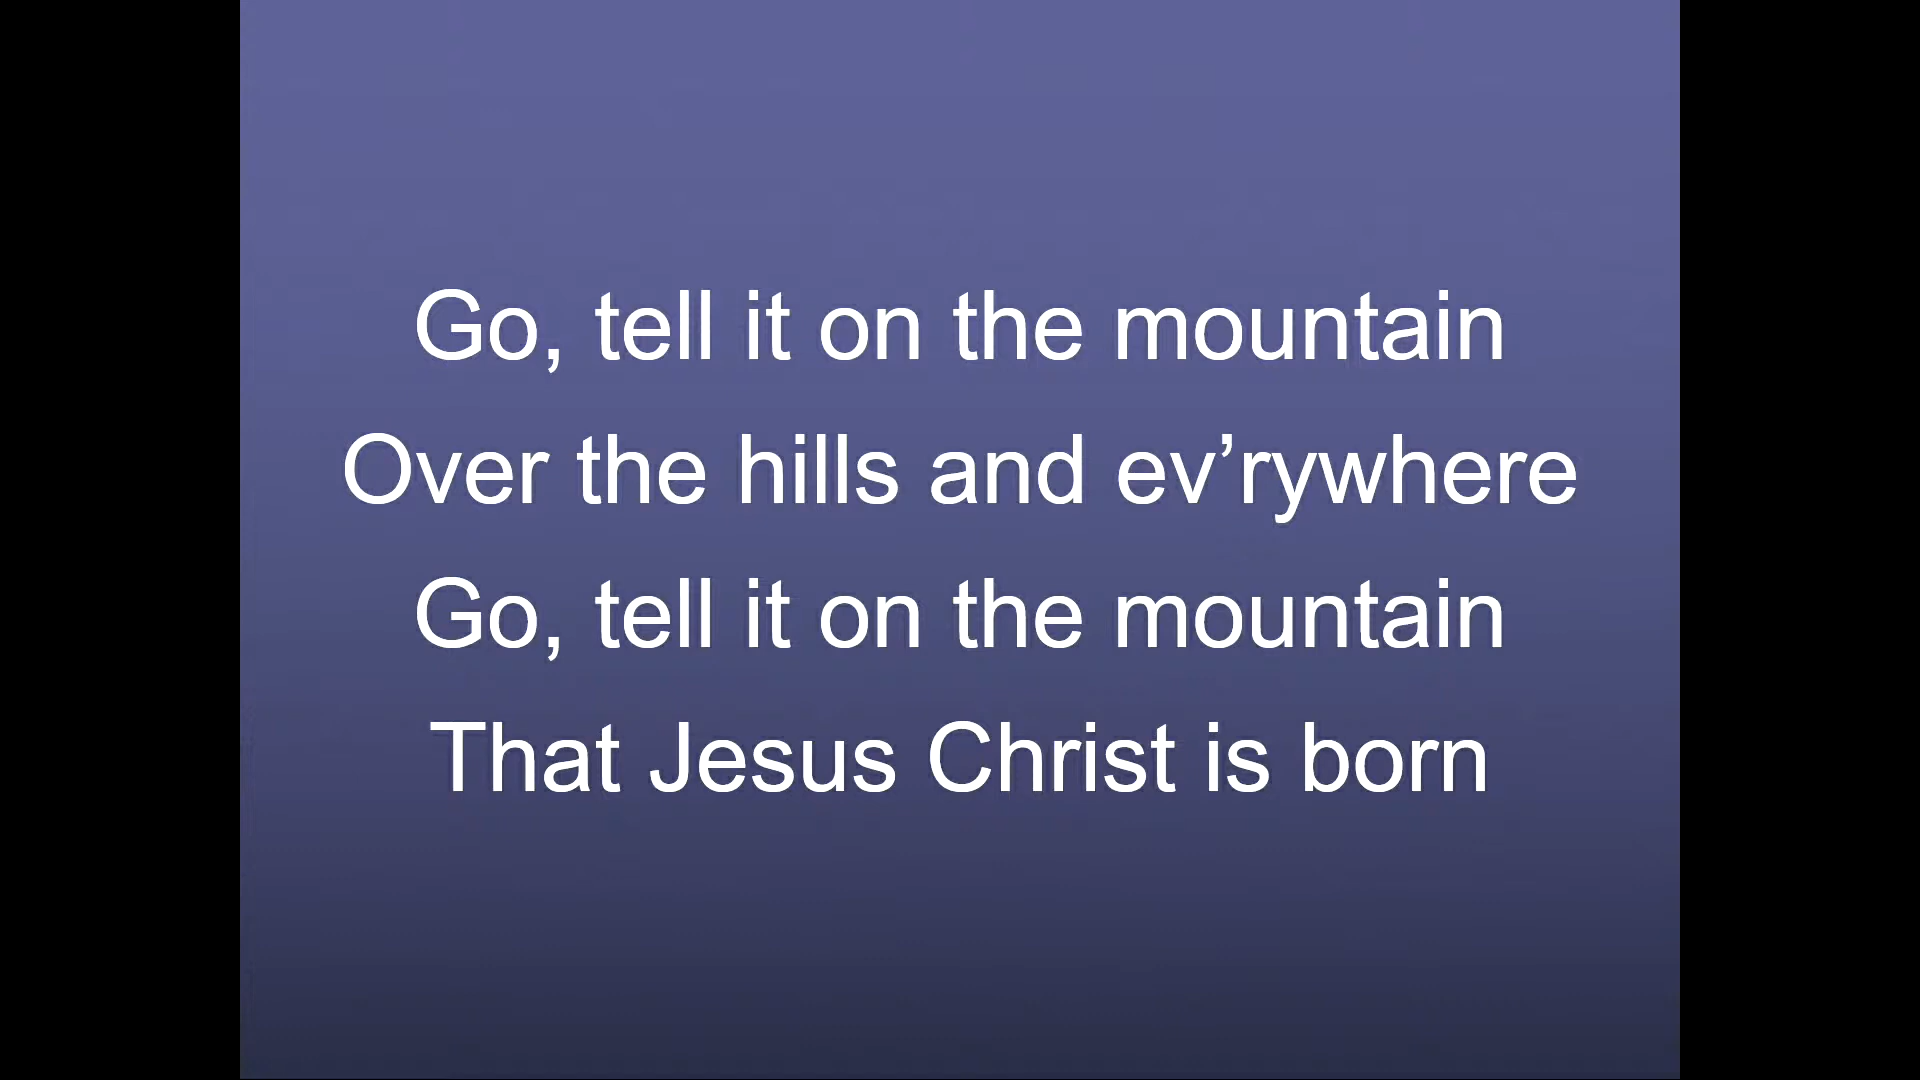 Go, tell it on the mountain
Over the hills and ev’rywhere
Go, tell it on the mountain
That Jesus Christ is born